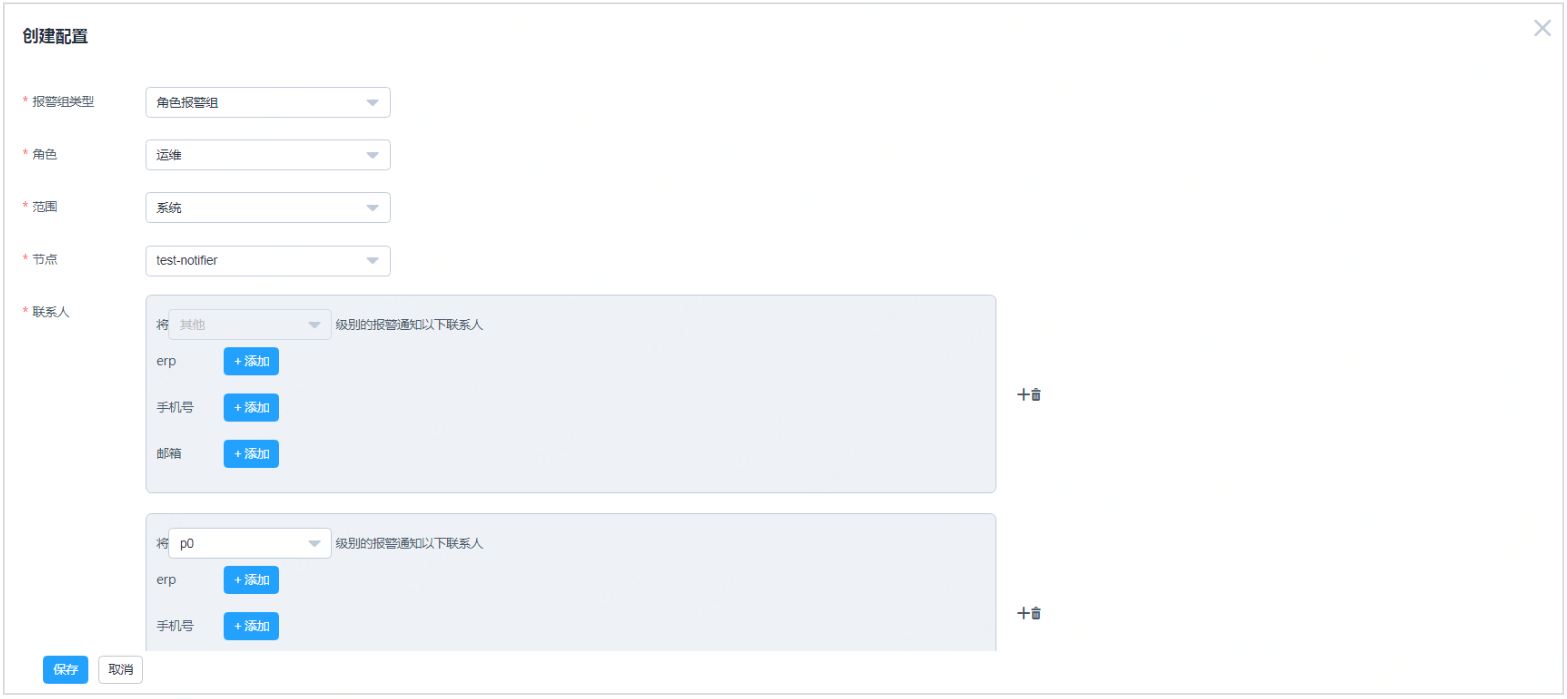 创建配置
* 报警组类型 角色报警组
* 角色 运维
* 范围 系统
* 节点 test-notifier
* 联系人
将 其他 级别的报警通知以下联系人
erp + 添加
手机号 + 添加
邮箱 + 添加
将 p0 级别的报警通知以下联系人
erp + 添加
手机号 + 添加
保存 取消